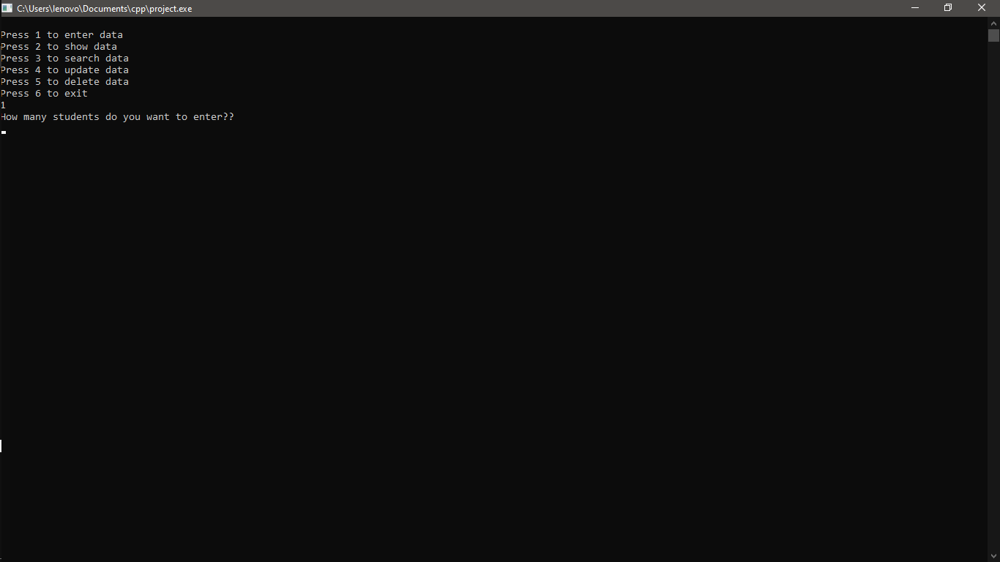 C:\Users\lenovo\Documents\cpp\project.exe
Press 1 to enter data
Press 2 to show data
Press 3 to search data
Press 4 to update data
Press 5 to delete data
Press 6 to exit
1
How many students do you want to enter??